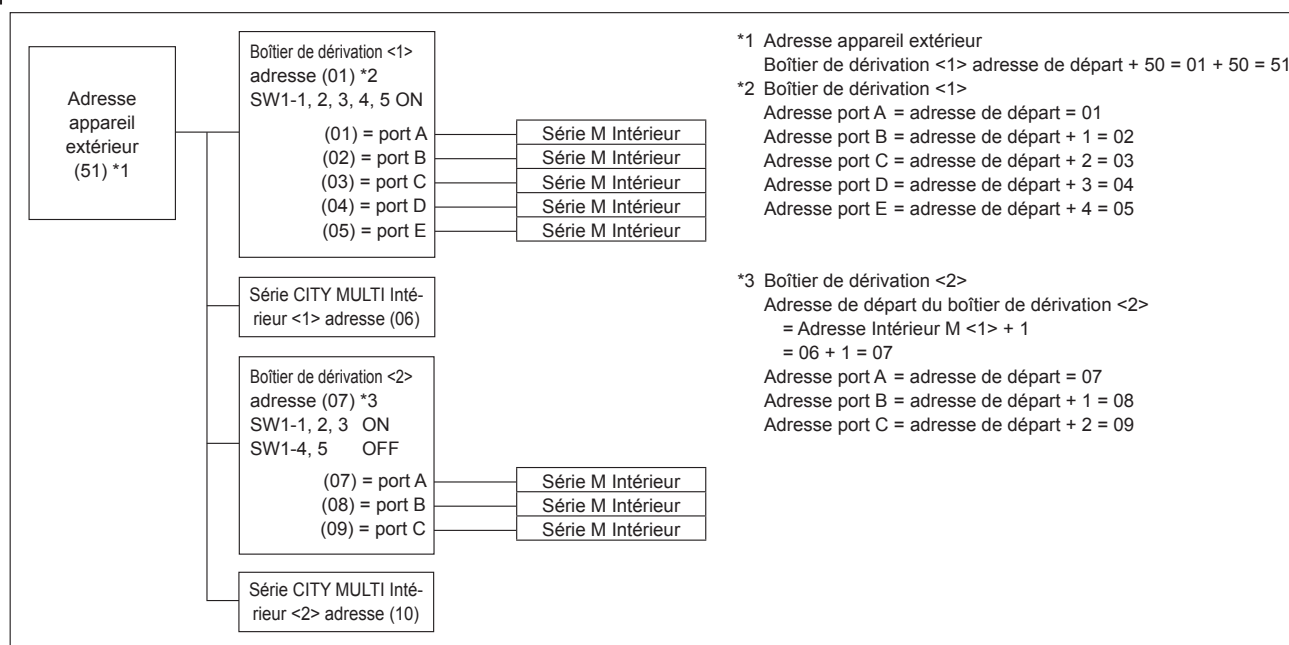 Adresse
appareil
extérieur
(51) *1
Boîtier de dérivation <1>
adresse (01) *2
SW1-1, 2, 3, 4, 5 ON
(01) = port A
(02) = port B
(03) = port C
(04) = port D
(05) = port E
Série M Intérieur
Série M Intérieur
Série M Intérieur
Série M Intérieur
Série M Intérieur
Série CITY MULTI Inté-
rieur <1> adresse (06)
Boîtier de dérivation <2>
adresse (07) *3
SW1-1, 2, 3 ON
SW1-4, 5 OFF
(07) = port A
(08) = port B
(09) = port C
Série M Intérieur
Série M Intérieur
Série M Intérieur
Série CITY MULTI Inté-
rieur <2> adresse (10)
*1 Adresse appareil extérieur
Boîtier de dérivation <1> adresse de départ + 50 = 01 + 50 = 51
*2 Boîtier de dérivation <1>
Adresse port A = adresse de départ = 01
Adresse port B = adresse de départ + 1 = 02
Adresse port C = adresse de départ + 2 = 03
Adresse port D = adresse de départ + 3 = 04
Adresse port E = adresse de départ + 4 = 05
*3 Boîtier de dérivation <2>
Adresse de départ du boîtier de dérivation <2>
= Adresse Intérieur M <1> + 1
= 06 + 1 = 07
Adresse port A = adresse de départ = 07
Adresse port B = adresse de départ + 1 = 08
Adresse port C = adresse de départ + 2 = 09